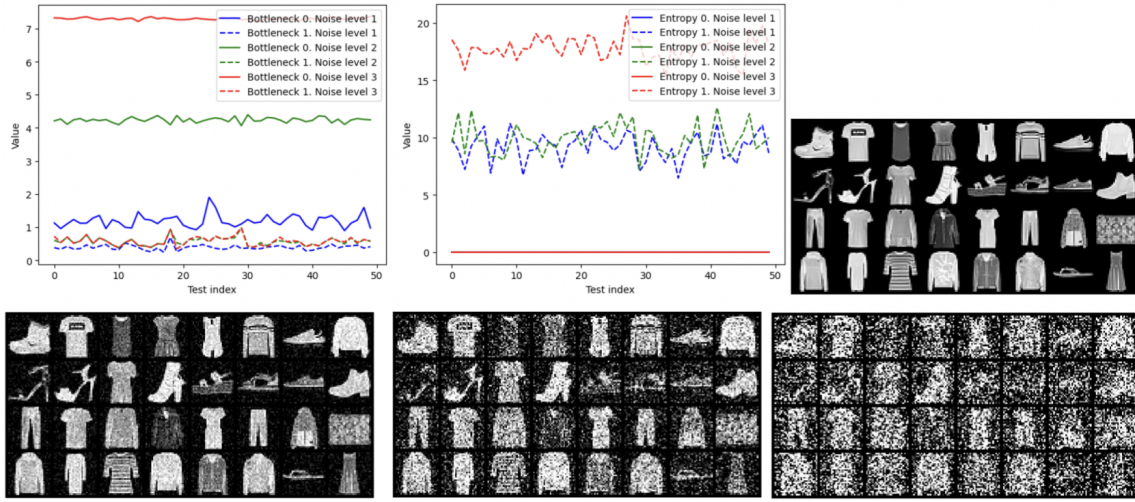 7
6
5
4
3
2
1
0
Value
0
10
20
30
40
50
Test index
Bottleneck 0. Noise level 1
Bottleneck 1. Noise level 1
Bottleneck 0. Noise level 2
Bottleneck 1. Noise level 2
Bottleneck 0. Noise level 3
Bottleneck 1. Noise level 3
20
15
10
5
0
Value
0
10
20
30
40
50
Test index
Entropy 0. Noise level 1
Entropy 1. Noise level 1
Entropy 0. Noise level 2
Entropy 1. Noise level 2
Entropy 0. Noise level 3
Entropy 1. Noise level 3